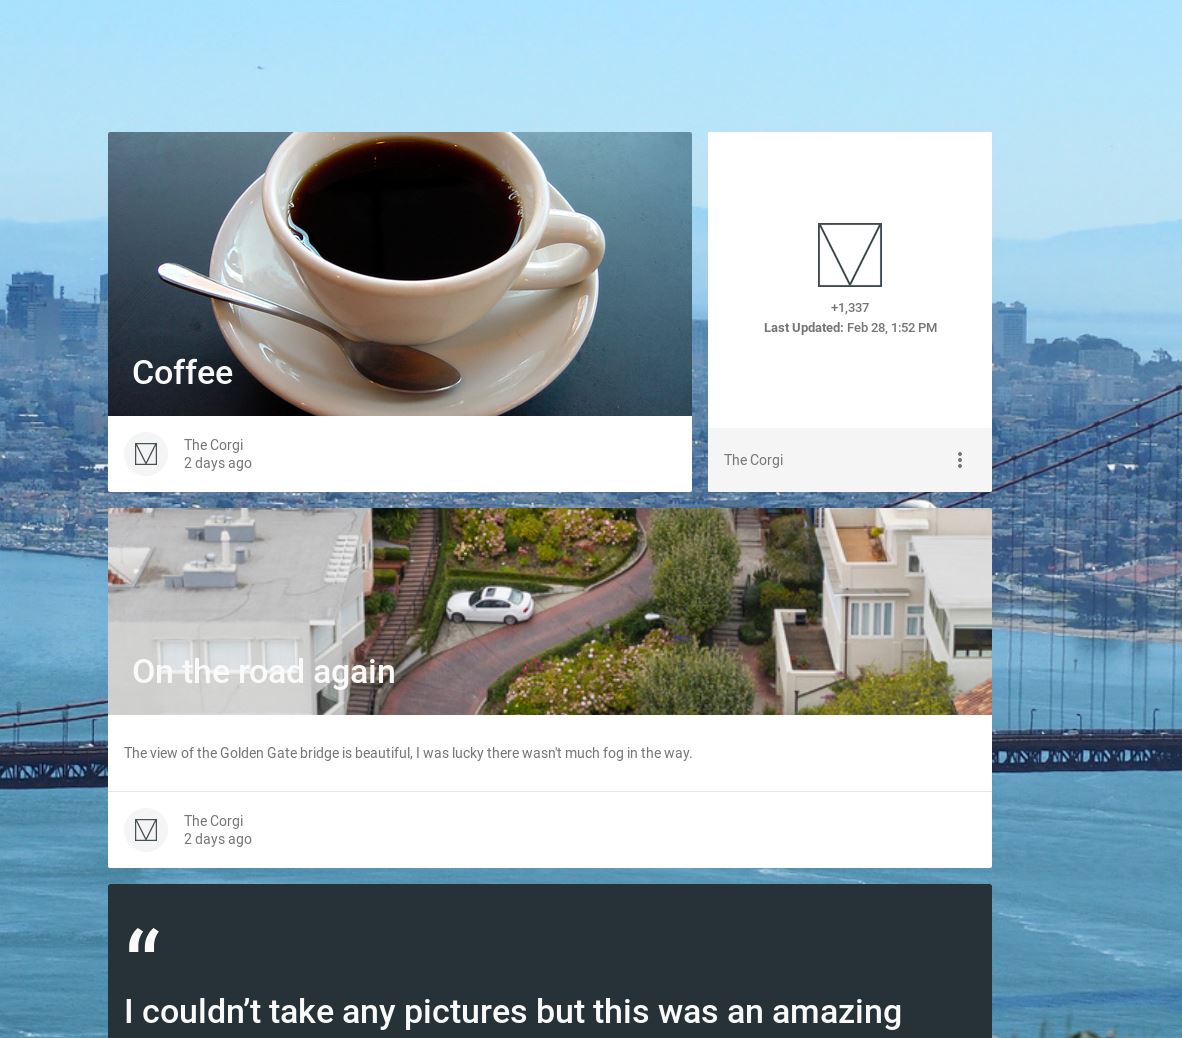 Coffee
The Corgi
2 days ago
+1,337
Last Updated: Feb 28, 1:52 PM
The Corgi
On the road again
The view of the Golden Gate bridge is beautiful, I was lucky there wasn't much fog in the way.
The Corgi
2 days ago
“
I couldn’t take any pictures but this was an amazing